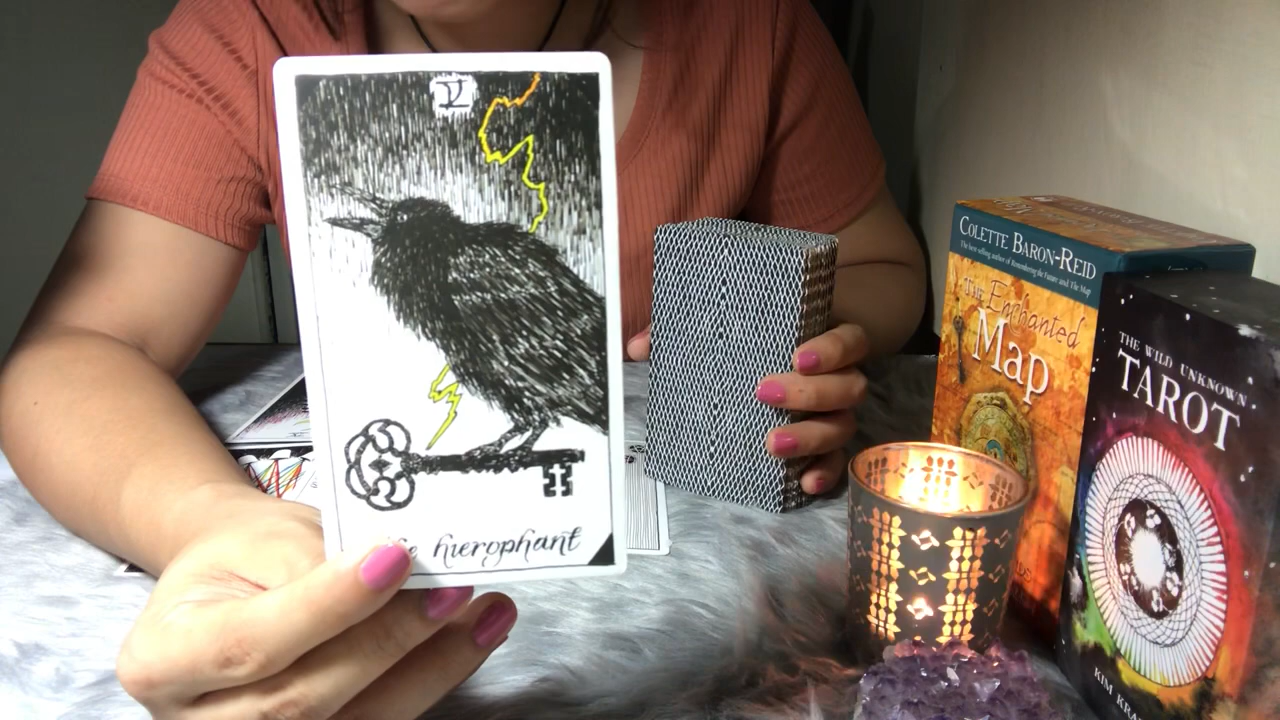 V
hierophant
COLETTE BARON-REID
The best-selling author of Remembering the Future and The Map
THE Enchanted
Map
THE WILD UNKNOWN
TAROT
KIM